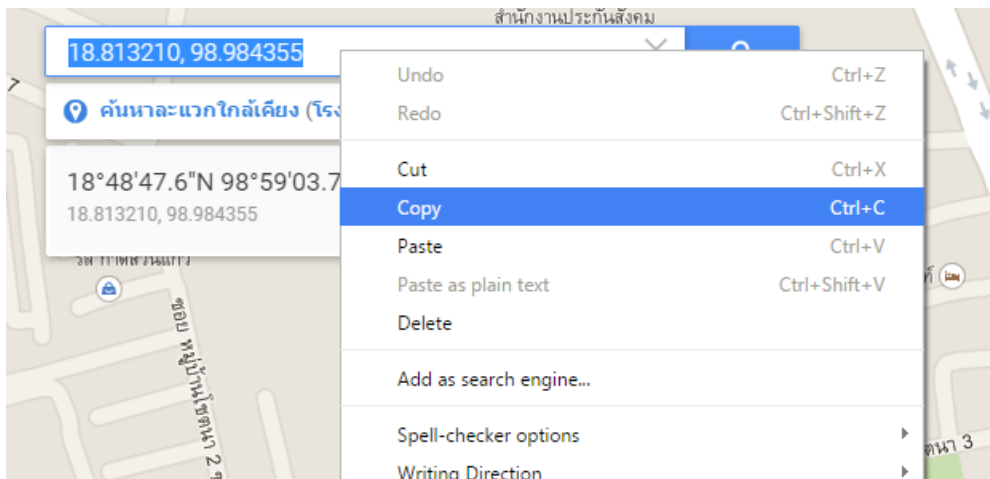 สำนักงานประกันสังคม
18.813210, 98.984355
7
ค้นหาละแวกใกล้เคียง (โรง
18°48'47.6"N 98°59'03.7
18.813210, 98.984355
Undo Ctrl+Z
Redo Ctrl+Shift+Z
Cut Ctrl+X
Copy Ctrl+C
Paste Ctrl+V
Paste as plain text Ctrl+Shift+V
Delete
Add as search engine...
Spell-checker options
Writing Direction
ซอย หมู่บ้านโชตนา 2
ตนา 3